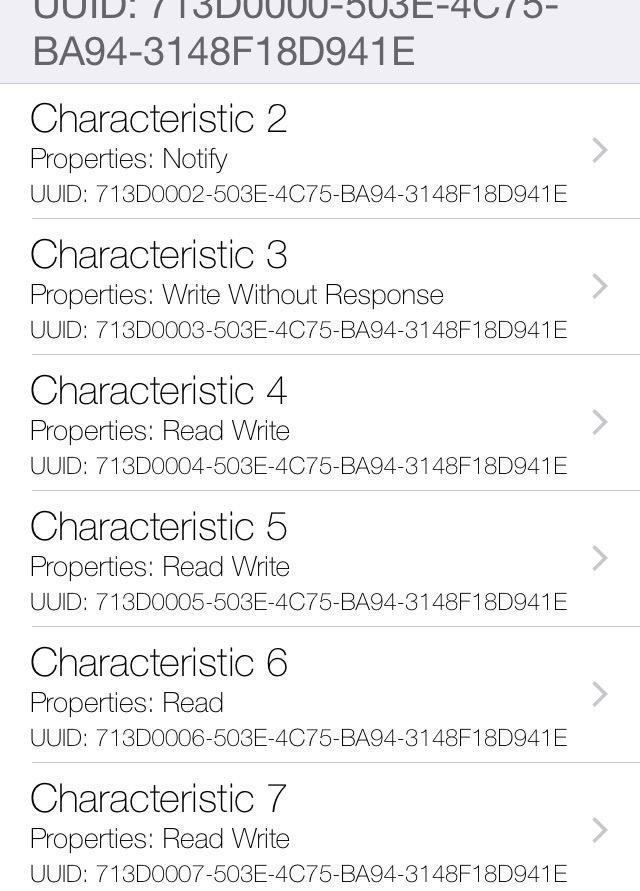 UUID: 713D0000-503E-4C75-
BA94-3148F18D941E
Characteristic 2
Properties: Notify
UUID: 713D0002-503E-4C75-BA94-3148F18D941E
Characteristic 3
Properties: Write Without Response
UUID: 713D0003-503E-4C75-BA94-3148F18D941E
Characteristic 4
Properties: Read Write
UUID: 713D0004-503E-4C75-BA94-3148F18D941E
Characteristic 5
Properties: Read Write
UUID: 713D0005-503E-4C75-BA94-3148F18D941E
Characteristic 6
Properties: Read
UUID: 713D0006-503E-4C75-BA94-3148F18D941E
Characteristic 7
Properties: Read Write
UUID: 713D0007-503E-4C75-BA94-3148F18D941E